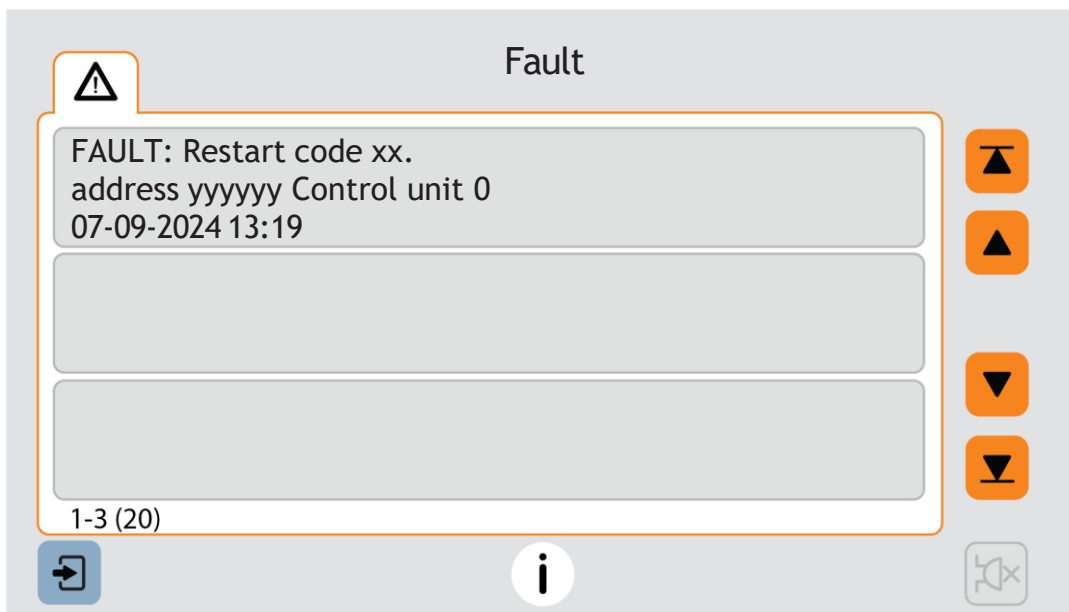 Fault
FAULT: Restart code xx.
address yyyyyy Control unit 0
07-09-2024 13:19
1-3 (20)
i